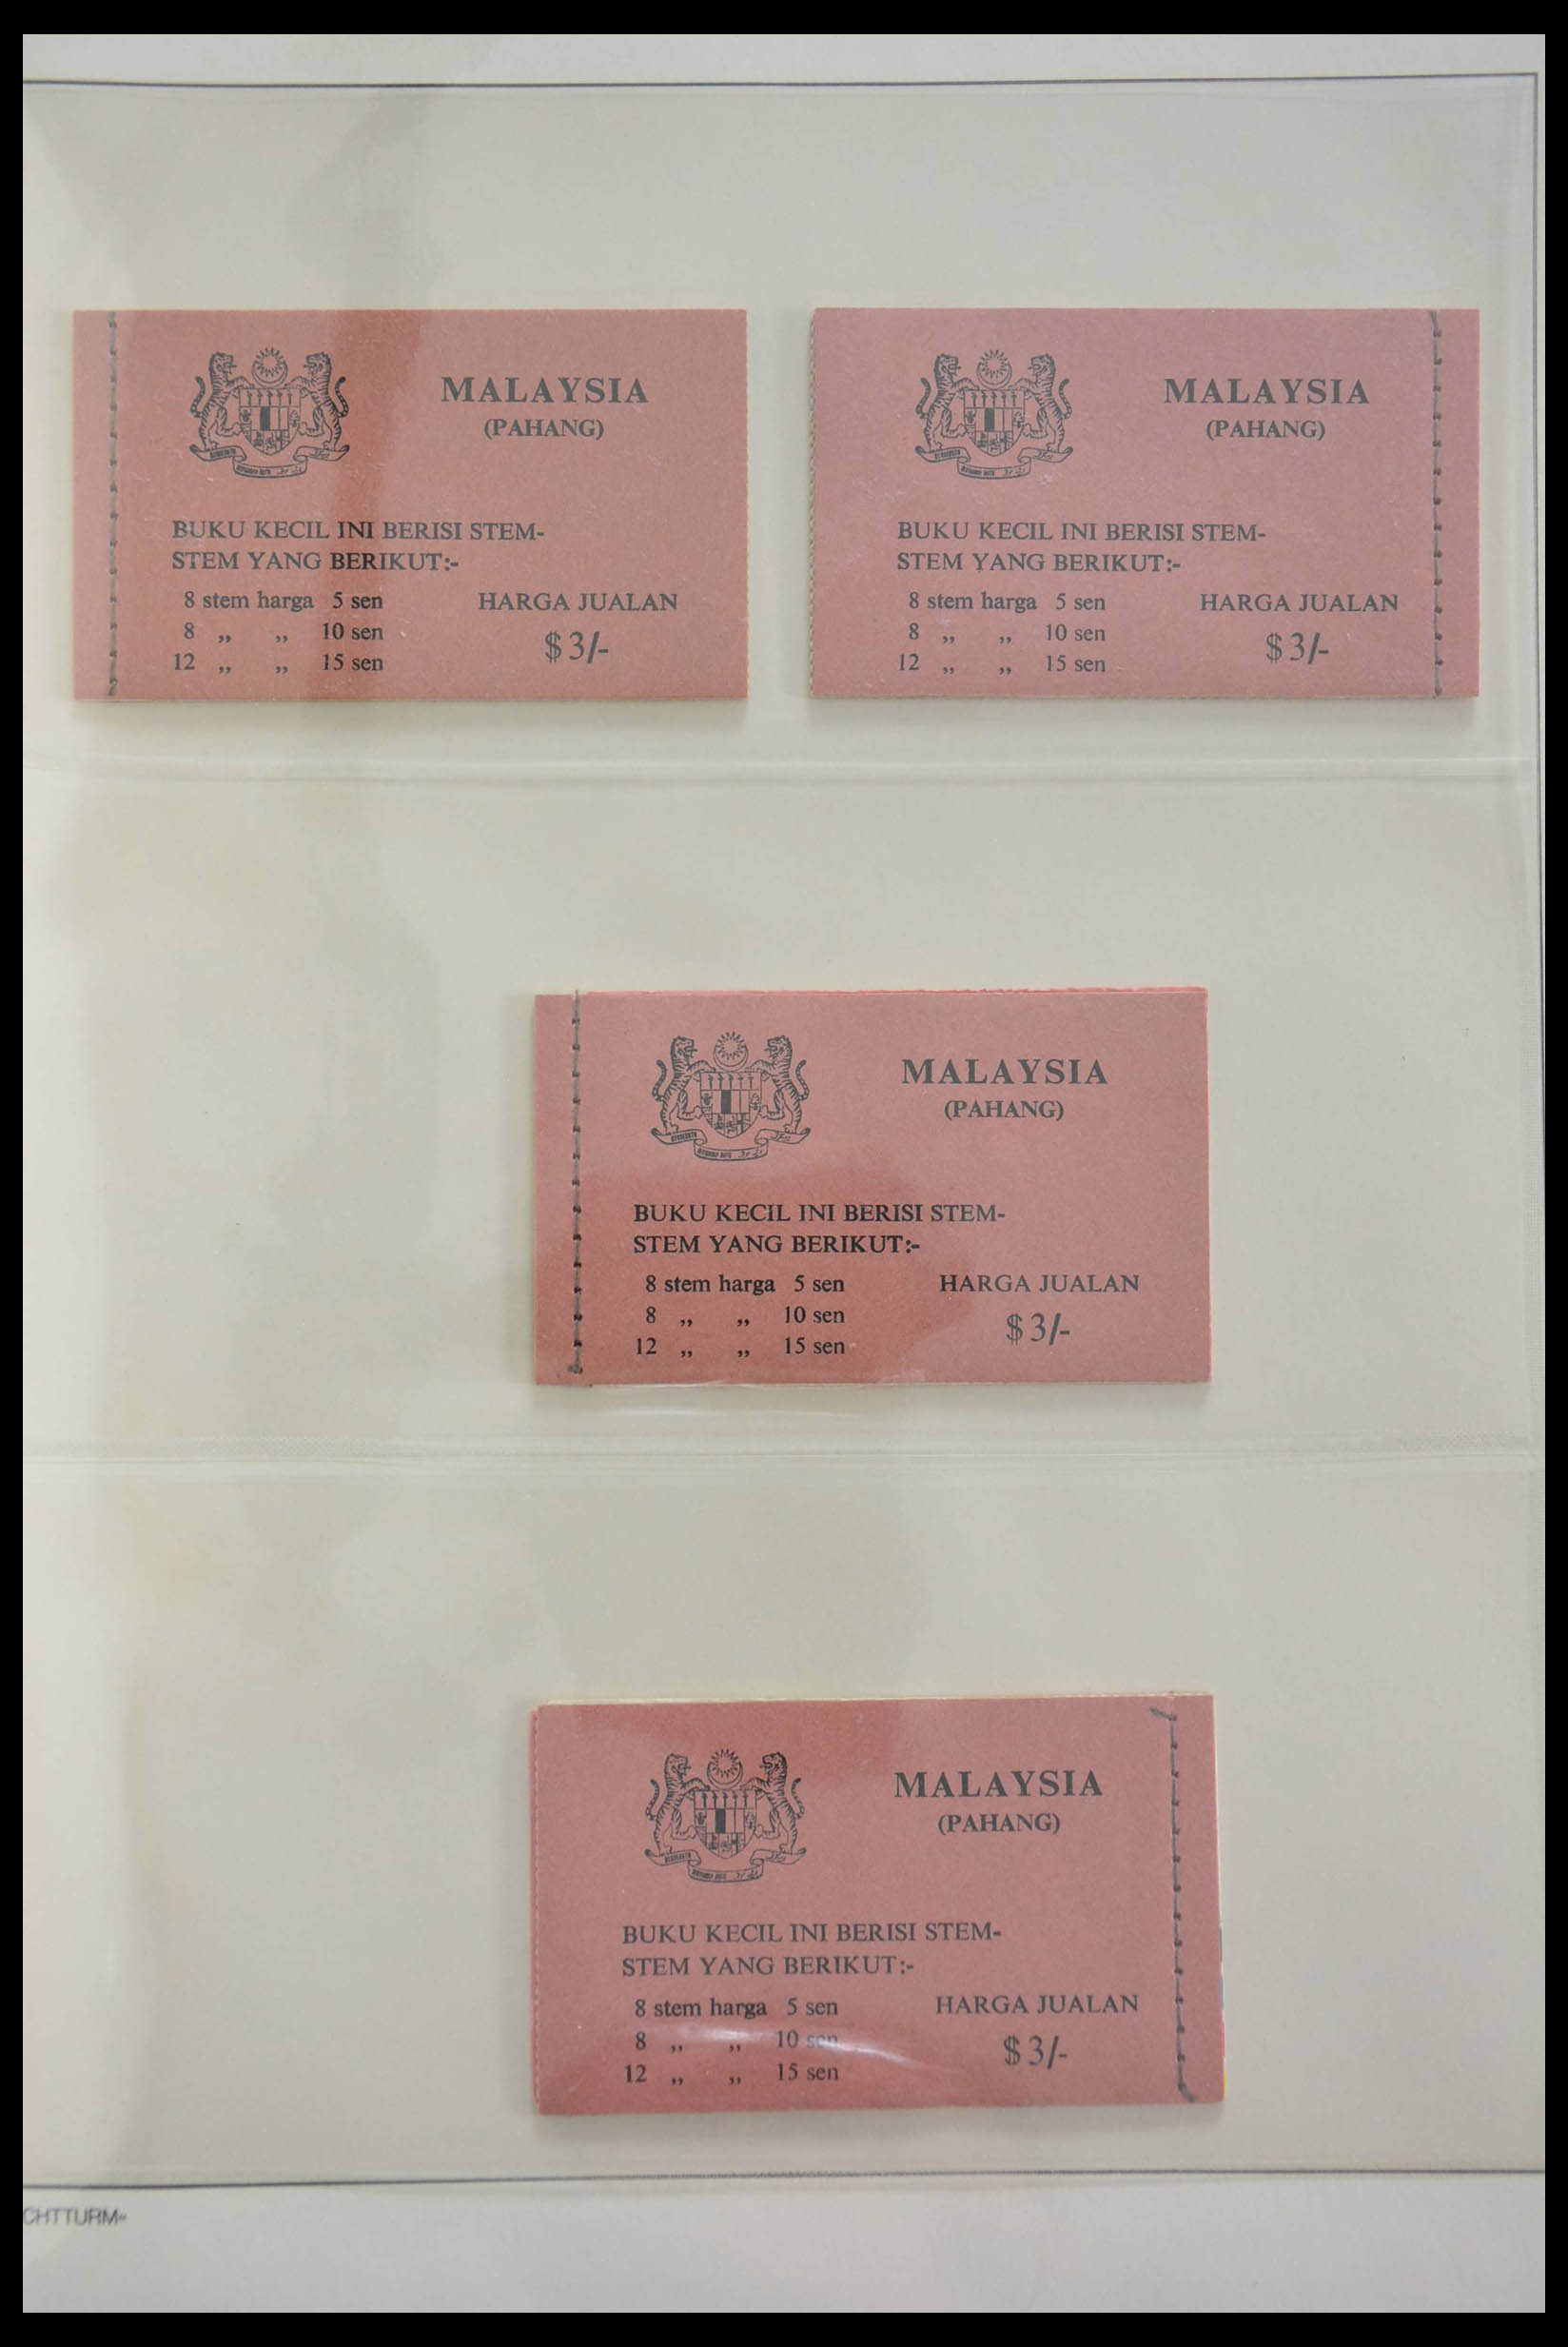 MALAYSIA
(PAHANG)
BUKU KECIL INI BERISI STEM-
STEM YANG BERIKUT:-
8 stem harga 5 sen
8 „ „ 10 sen
12 „ „ 15 sen
HARGA JUALAN
$3/-
MALAYSIA
(PAHANG)
BUKU KECIL INI BERISI STEM-
STEM YANG BERIKUT:-
8 stem harga 5 sen
8 „ „ 10 sen
12 „ „ 15 sen
HARGA JUALAN
$3/-
MALAYSIA
(PAHANG)
BUKU KECIL INI BERISI STEM-
STEM YANG BERIKUT:-
8 stem harga 5 sen
8 „ „ 10 sen
12 „ „ 15 sen
HARGA JUALAN
$3/-
MALAYSIA
(PAHANG)
BUKU KECIL INI BERISI STEM-
STEM YANG BERIKUT:-
8 stem harga 5 sen
8 „ „ 10 sen
12 „ „ 15 sen
HARGA JUALAN
$3/-
CHTTURM